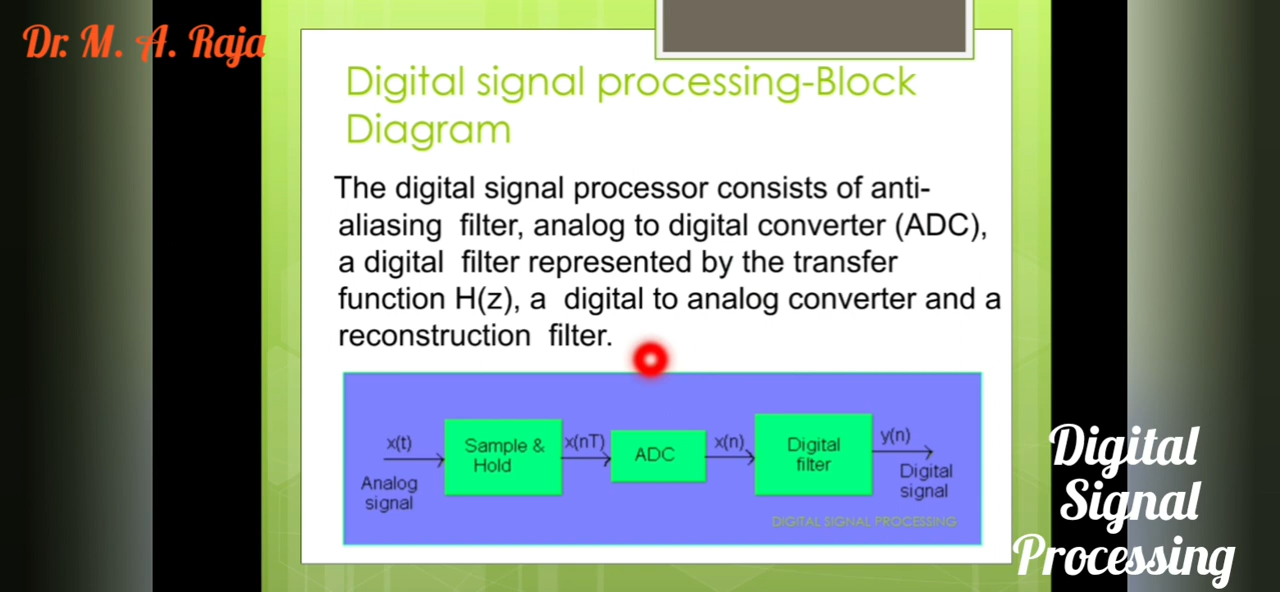 Dr. M. A. Raja
Digital signal processing-Block
Diagram
The digital signal processor consists of anti-
aliasing filter, analog to digital converter (ADC),
a digital filter represented by the transfer
function H(z), a digital to analog converter and a
reconstruction filter.
x(t)
Analog
signal
Sample &
Hold
x(nT)
ADC
x(n)
Digital
filter
y(n)
Digital
signal
DIGITAL SIGNAL PROCESSING
Digital
Signal
Processing